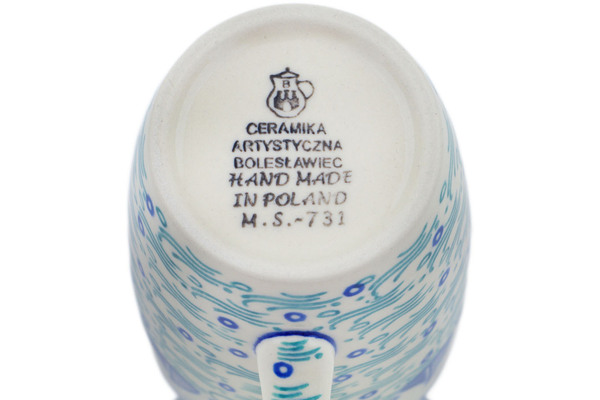 B
CERAMIKA
ARTYSTYCZNA
BOLESŁAWIEC
HAND MADE
IN POLAND
M.S.-731